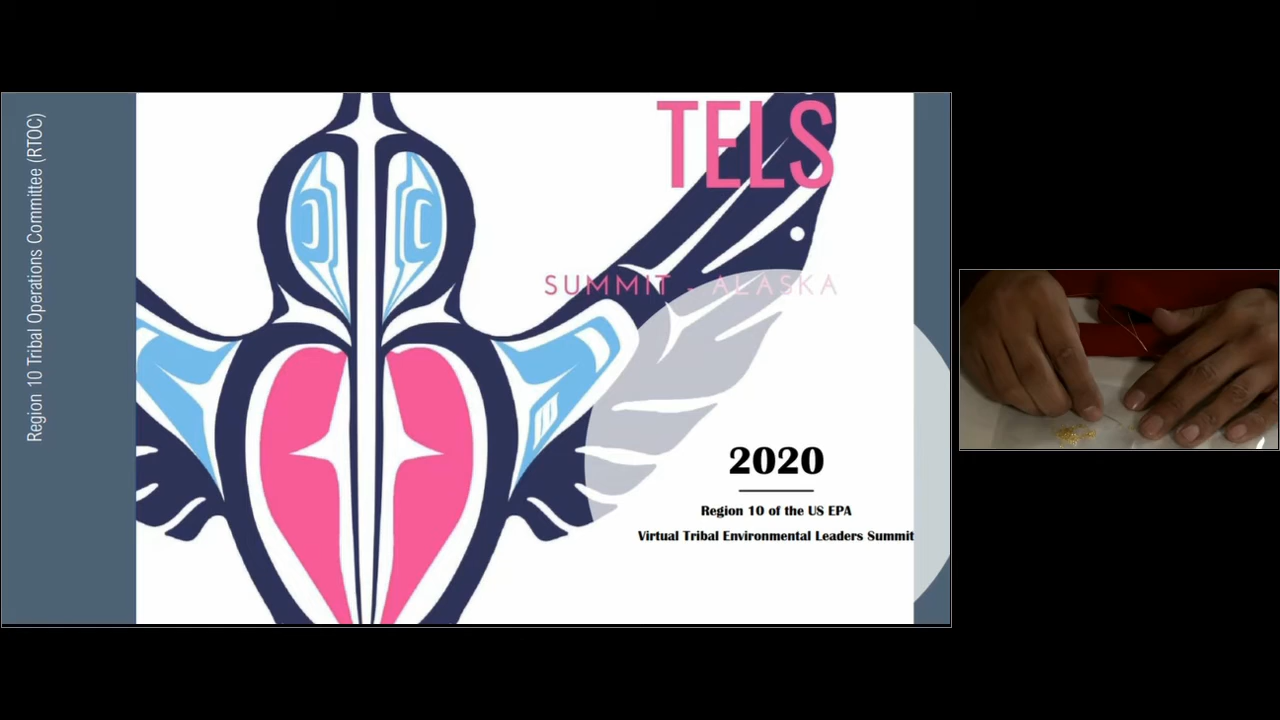 Region 10 Tribal Operations Committee (RTOC)
TELS
SUMMIT - ALASKA
2020
Region 10 of the US EPA
Virtual Tribal Environmental Leaders Summit